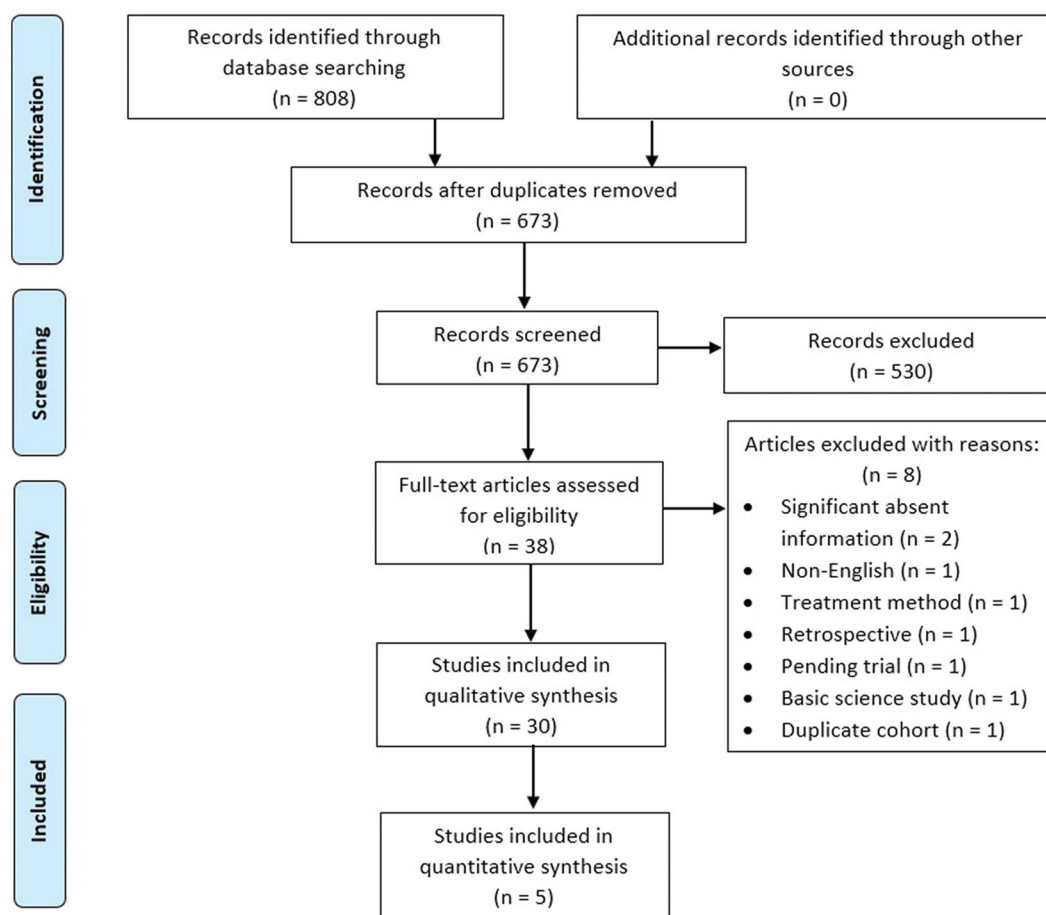 Identification
Records identified through
database searching
(n = 808)
Additional records identified through other
sources
(n = 0)
Records after duplicates removed
(n = 673)
Screening
Records screened
(n = 673)
Records excluded
(n = 530)
Eligibility
Full-text articles assessed
for eligibility
(n = 38)
Articles excluded with reasons:
(n = 8)
• Significant absent
information (n = 2)
• Non-English (n = 1)
• Treatment method (n = 1)
• Retrospective (n = 1)
• Pending trial (n = 1)
• Basic science study (n = 1)
• Duplicate cohort (n = 1)
Studies included in
qualitative synthesis
(n = 30)
Included
Studies included in
quantitative synthesis
(n = 5)